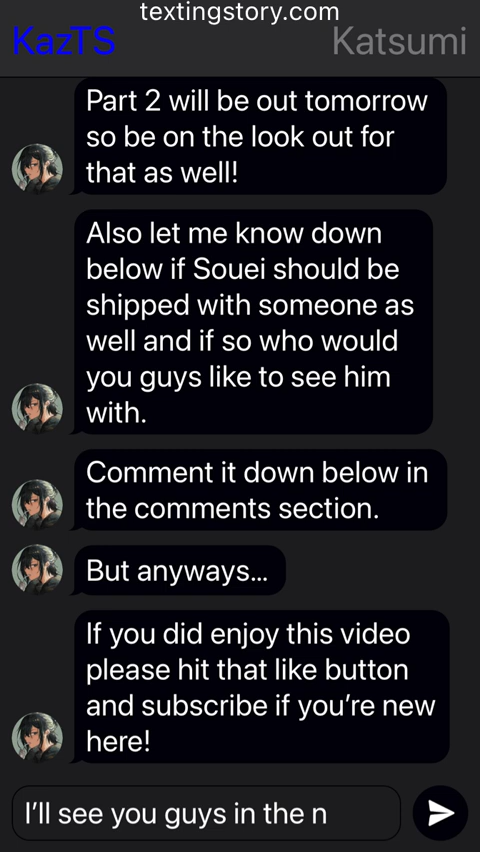 textingstory.com
KazTS
Katsumi
Part 2 will be out tomorrow
so be on the look out for
that as well!
Also let me know down
below if Souei should be
shipped with someone as
well and if so who would
you guys like to see him
with.
Comment it down below in
the comments section.
But anyways...
If you did enjoy this video
please hit that like button
and subscribe if you’re new
here!
I’ll see you guys in the n